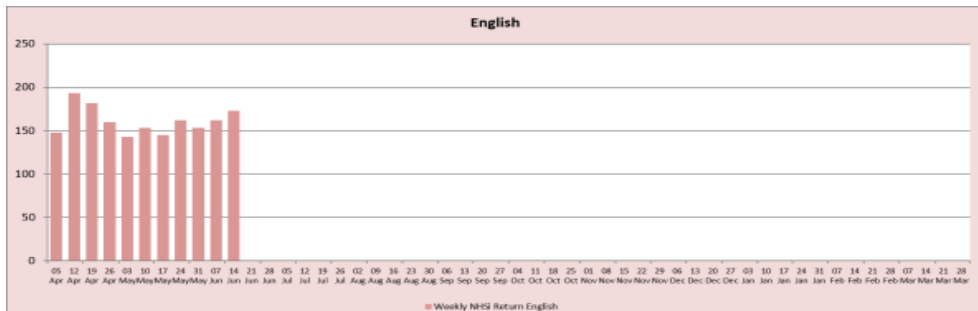 English
250
200
150
100
50
0
05 12 19 26 03 10 17 24 31 07 14 21 28 05 12 19 26 02 09 16 23 30 06 13 20 27 04 11 18 25 01 08 15 22 29 06 13 20 27 03 10 17 24 31 07 14 21 28 07 14 21 28
Apr Apr Apr Apr May May May May May Jun Jun Jun Jun Jul Jul Jul Jul Aug Aug Aug Aug Aug Sep Sep Sep Sep Oct Oct Oct Oct Nov Nov Nov Nov Nov Dec Dec Dec Dec Jan Jan Jan Jan Jan Feb Feb Feb Feb Mar Mar Mar Mar
Weekly NHSi Return English